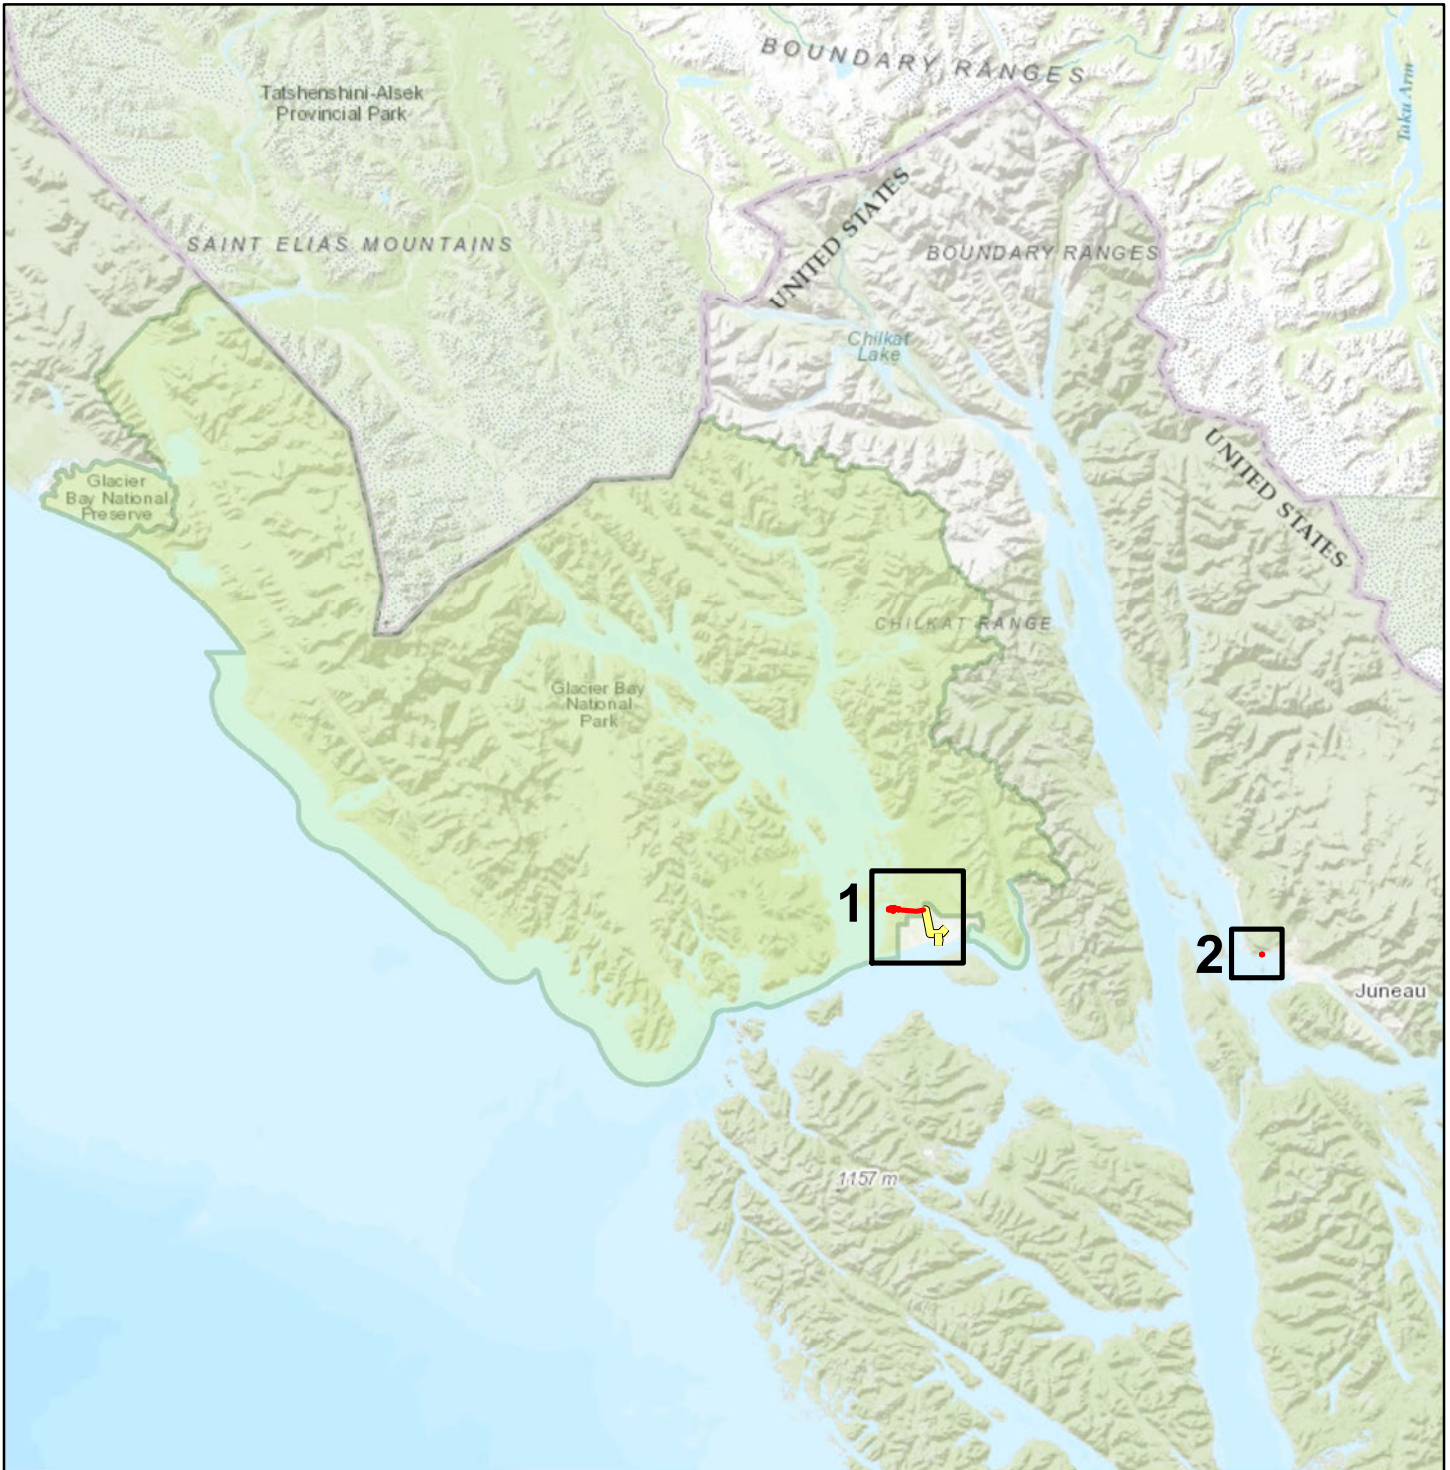 BOUNDARY RANGES
Taku Arm
Tatshenshini-Alsek
Provincial Park
UNITED STATES
SAINT ELIAS MOUNTAINS
BOUNDARY RANGES
Chilkat
Lake
UNITED STATES
Glacier
Bay National
Preserve
CHILKAT RANGE
Glacier Bay
National
Park
1
2
Juneau
1157 m